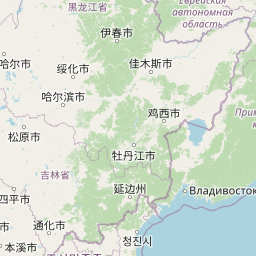 黑龙江省
Еврейская
автономная
область
伊春市
佳木斯市
哈尔市
绥化市
哈尔滨市
鸡西市
松原市
牡丹江市
吉林省
延边州
Владивосток
四平市
通化市
本溪市
청진시